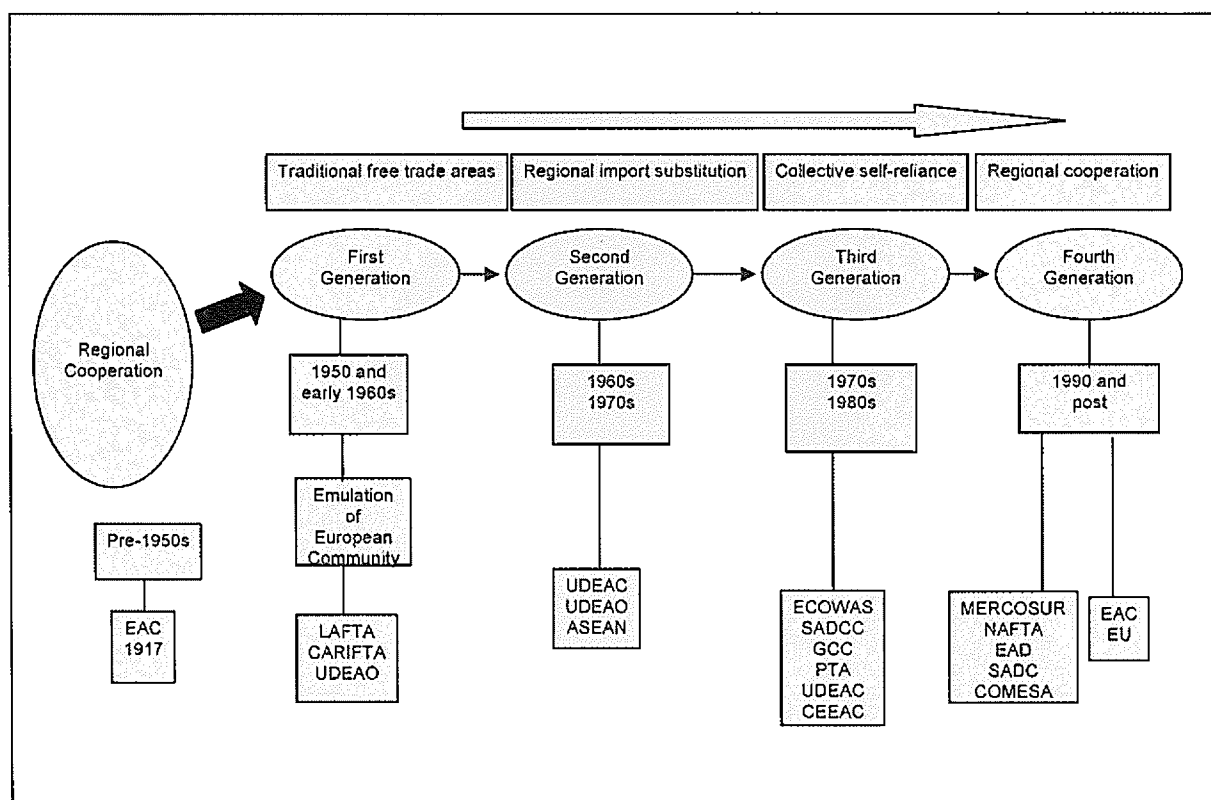 Traditional free trade areas
Regional import substitution
Collective self-reliance
Regional cooperation
Regional
Cooperation
First
Generation
Second
Generation
Third
Generation
Fourth
Generation
1950 and
early 1960s
1960s
1970s
1970s
1980s
1990 and
post
Pre-1950s
EAC
1917
Emulation
of
European
Community
LAFTA
CARIFTA
UDEAO
UDEAC
UDEAO
ASEAN
ECOWAS
SADCC
GCC
PTA
UDEAC
CEEAC
MERCOSUR
NAFTA
EAD
SADC
COMESA
EAC
EU